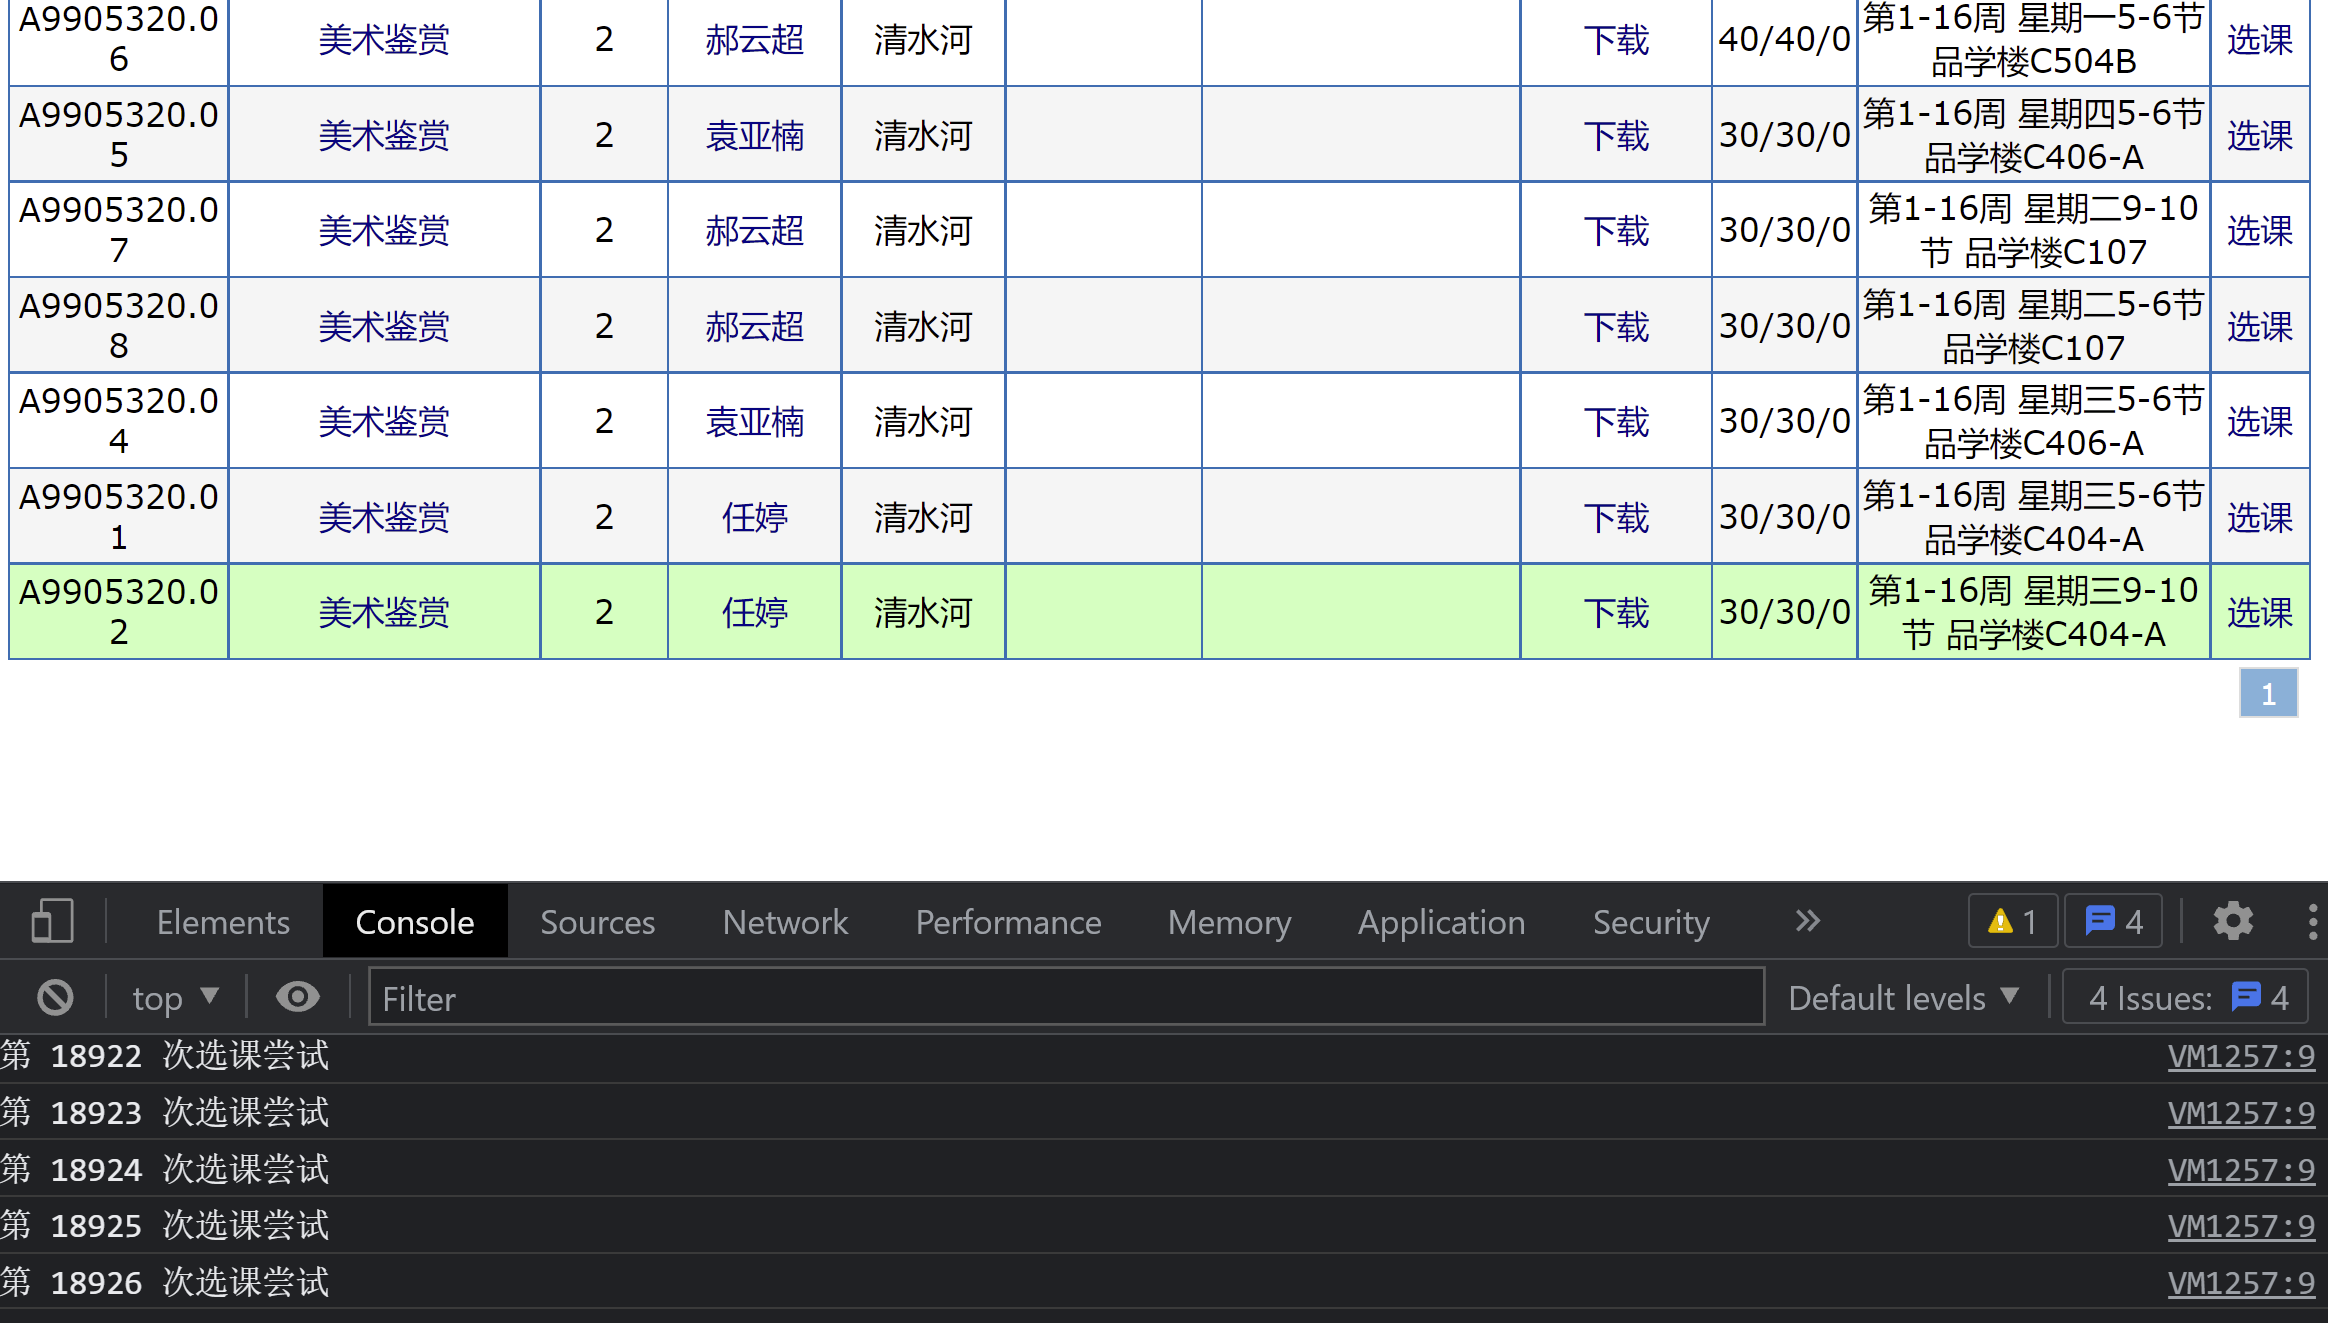 A9905320.0
6 美术鉴赏 2 郝云超 清水河 下载 40/40/0 第1-16周 星期一5-6节
品学楼C504B 选课
A9905320.0
5 美术鉴赏 2 袁亚楠 清水河 下载 30/30/0 第1-16周 星期四5-6节
品学楼C406-A 选课
A9905320.0
7 美术鉴赏 2 郝云超 清水河 下载 30/30/0 第1-16周 星期二9-10
节 品学楼C107 选课
A9905320.0
8 美术鉴赏 2 郝云超 清水河 下载 30/30/0 第1-16周 星期二5-6节
品学楼C107 选课
A9905320.0
4 美术鉴赏 2 袁亚楠 清水河 下载 30/30/0 第1-16周 星期三5-6节
品学楼C406-A 选课
A9905320.0
1 美术鉴赏 2 任婷 清水河 下载 30/30/0 第1-16周 星期三5-6节
品学楼C404-A 选课
A9905320.0
2 美术鉴赏 2 任婷 清水河 下载 30/30/0 第1-16周 星期三9-10
节 品学楼C404-A 选课
1
Elements Console Sources Network Performance Memory Application Security » 1 4
top ▼ Filter Default levels ▼ 4 Issues: 4
第 18922 次选课尝试 VM1257:9
第 18923 次选课尝试 VM1257:9
第 18924 次选课尝试 VM1257:9
第 18925 次选课尝试 VM1257:9
第 18926 次选课尝试 VM1257:9